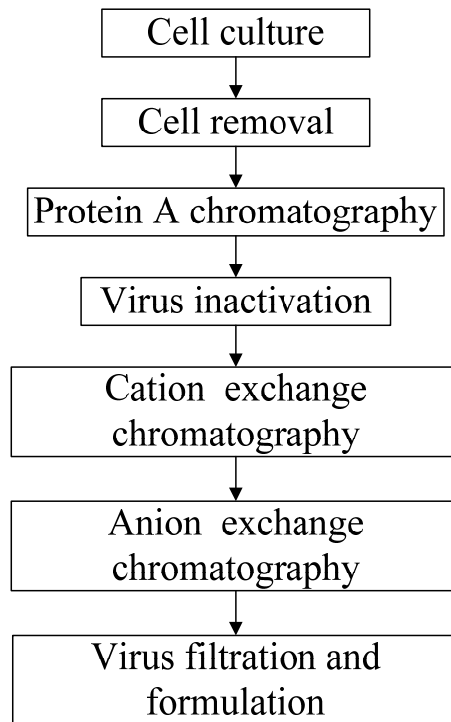 Cell culture
Cell removal
Protein A chromatography
Virus inactivation
Cation exchange
chromatography
Anion exchange
chromatography
Virus filtration and
formulation